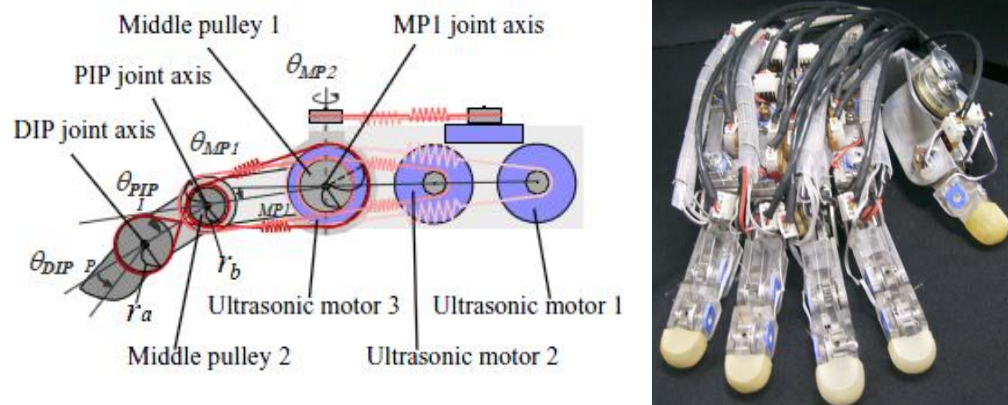 Middle pulley 1
MP1 joint axis
PIP joint axis
θMP2
DIP joint axis
θMP1
θPIP
MP1
θDIP P
rb
ra
Ultrasonic motor 3
Ultrasonic motor 1
Middle pulley 2
Ultrasonic motor 2